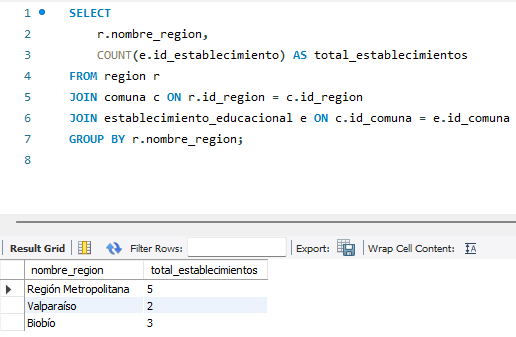 1 SELECT
2 r.nombre_region,
3 COUNT(e.id_establecimiento) AS total_establecimientos
4 FROM region r
5 JOIN comuna c ON r.id_region = c.id_region
6 JOIN establecimiento_educacional e ON c.id_comuna = e.id_comuna
7 GROUP BY r.nombre_region;
8
Result Grid Filter Rows: Export: Wrap Cell Content:
nombre_region total_establecimientos
Región Metropolitana 5
Valparaíso 2
Biobío 3